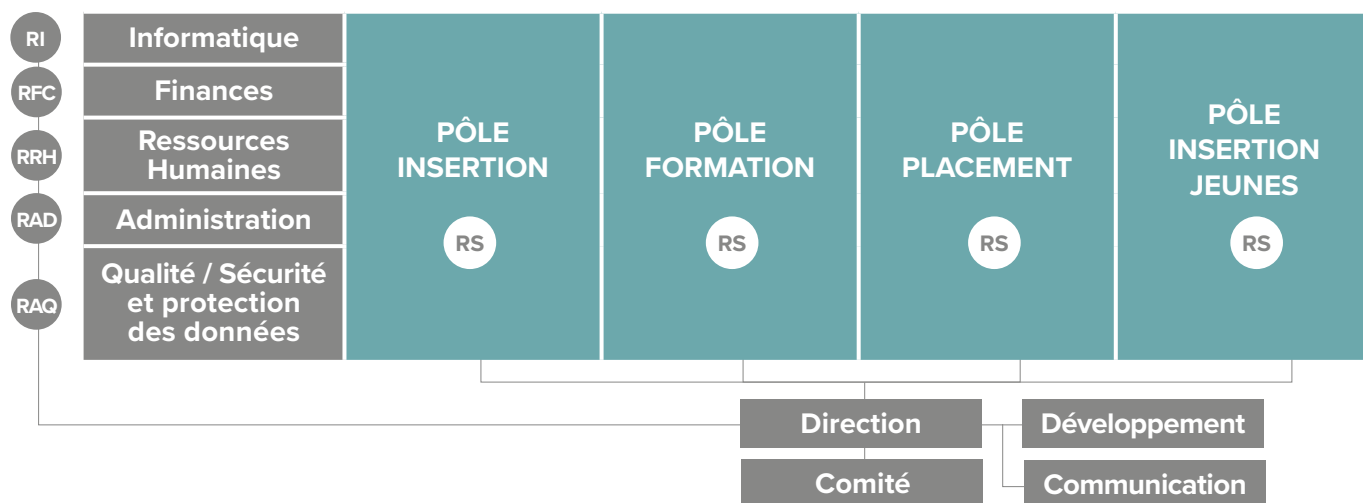 RI
Informatique
RFC
Finances
RRH
Ressources
Humaines
RAD
Administration
RAQ
Qualité / Sécurité
et protection
des données
PÔLE
INSERTION
RS
PÔLE
FORMATION
RS
PÔLE
PLACEMENT
RS
PÔLE
INSERTION
JEUNES
RS
Direction
Développement
Comité
Communication